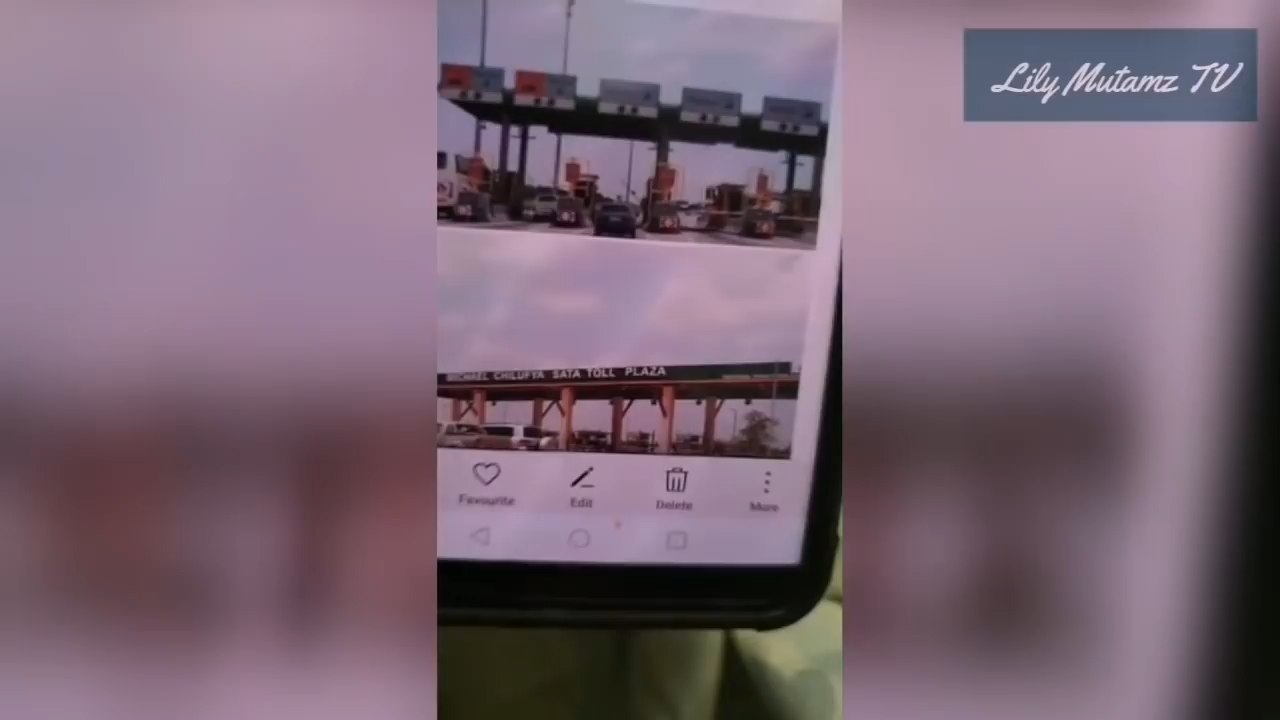 Lily Mutamz TV
MICHAEL CHILUFYA SATA TOLL PLAZA
Favourite
Edit
Delete
More